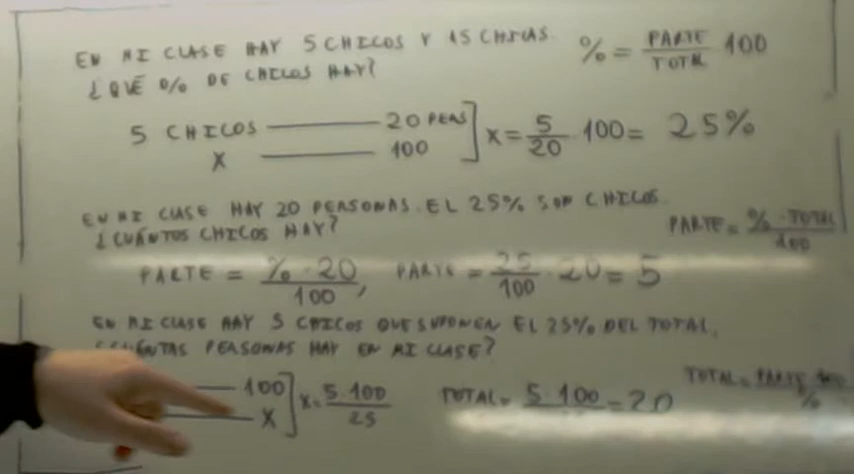 EN MI CLASE HAY 5 CHICOS Y 15 CHICAS.
¿QUÉ % DE CHICOS HAY?
% = PARTE/TOTAL 100
5 CHICOS —— 20 PERS
X —— 100
X = 5/20 · 100 = 25%
EN MI CLASE HAY 20 PERSONAS. EL 25% SON CHICOS.
¿CUÁNTOS CHICOS HAY?
PARTE = % · TOTAL/100
PARTE = % · 20/100, PARTE = 25/100 · 20 = 5
EN MI CLASE HAY 5 CHICOS QUE SUPONEN EL 25% DEL TOTAL.
PERSONAS HAY EN MI CLASE?
—— 100
—— X
X = 5·100/25
TOTAL = 5·100 = 20
TOTAL = PARTE · 100/%